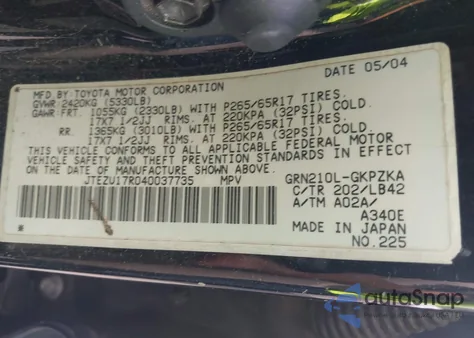 MFD.BY:TOYOTA MOTOR CORPORATION DATE 05/04
GVWR:2420KG (5330LB)
GAWR:FRT. 1055KG (2330LB) WITH P265/65R17 TIRES.
17X7 1/2JJ RIMS. AT 220KPA (32PSI) COLD.
RR. 1365KG (3010LB) WITH P265/65R17 TIRES.
17X7 1/2JJ RIMS. AT 220KPA (32PSI) COLD.
THIS VEHICLE CONFORMS TO ALL APPLICABLE FEDERAL MOTOR
VEHICLE SAFETY AND THEFT PREVENTION STANDARDS IN EFFECT
ON THE DATE OF MANUFACTURE SHOWN ABOVE.
JTEZU17R040037735 MPV GRN210L-GKPZKA
C/TR 202/LB42
A/TM A02A/
A340E
MADE IN JAPAN
NO.225
autoSnap